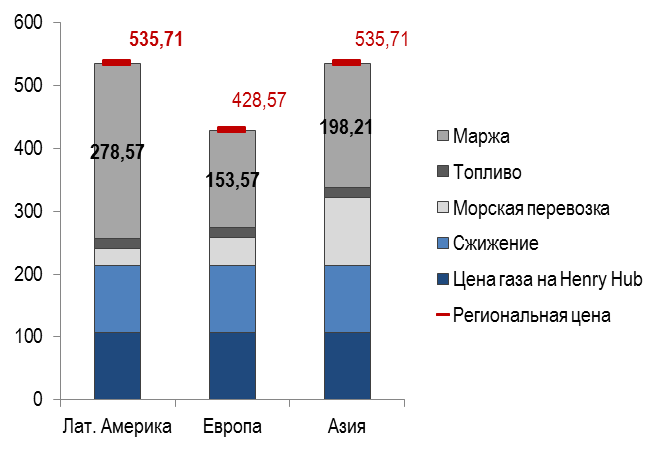 600
500
400
300
200
100
0
535,71
428,57
535,71
278,57
153,57
198,21
Лат. Америка
Европа
Азия
Маржа
Топливо
Морская перевозка
Сжижение
Цена газа на Henry Hub
Региональная цена